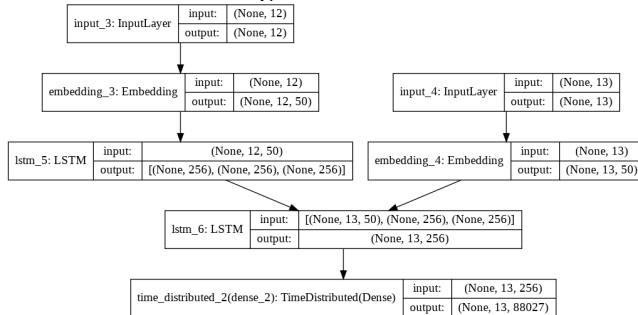 input_3: InputLayer input: (None, 12)
output: (None, 12)
embedding_3: Embedding input: (None, 12)
output: (None, 12, 50)
input_4: InputLayer input: (None, 13)
output: (None, 13)
lstm_5: LSTM input: (None, 12, 50)
output: [(None, 256), (None, 256), (None, 256)]
embedding_4: Embedding input: (None, 13)
output: (None, 13, 50)
lstm_6: LSTM input: [(None, 13, 50), (None, 256), (None, 256)]
output: (None, 13, 256)
time_distributed_2(dense_2): TimeDistributed(Dense) input: (None, 13, 256)
output: (None, 13, 88027)